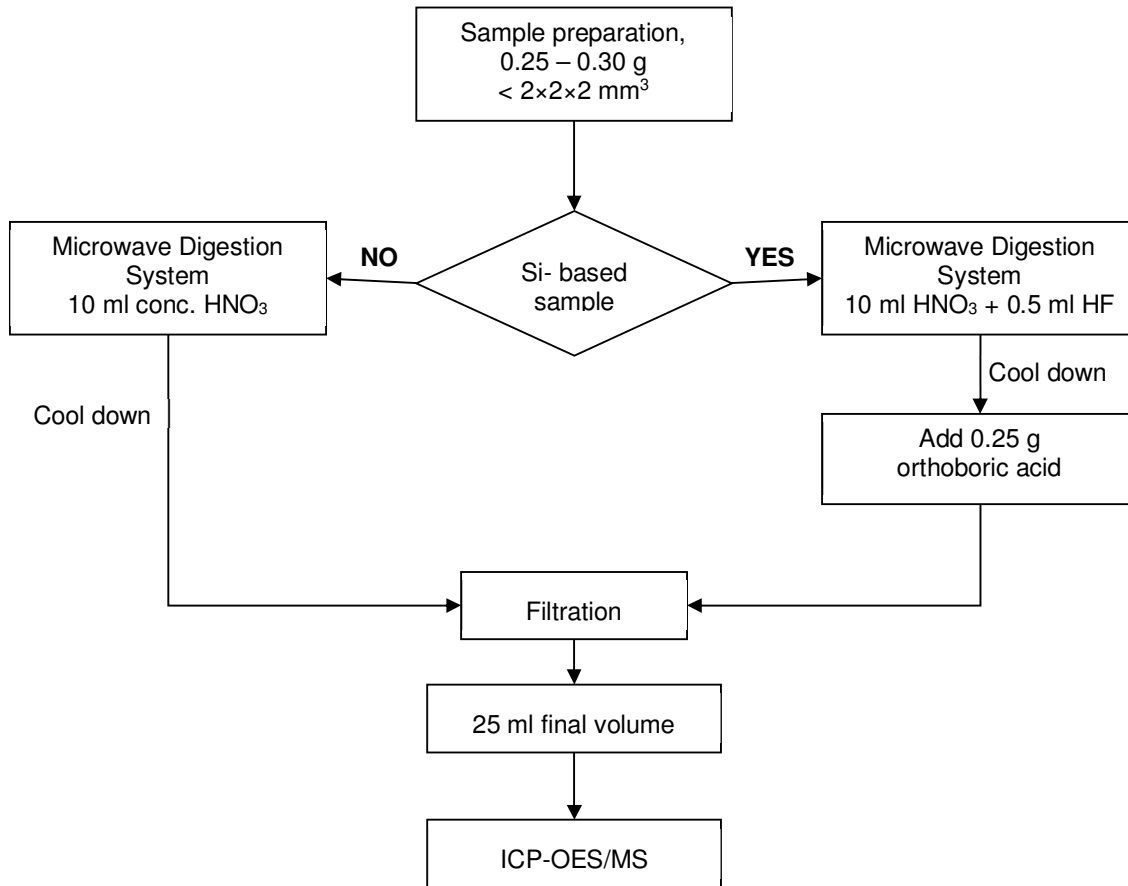 Sample preparation,
0.25 – 0.30 g
< 2×2×2 mm³
Microwave Digestion
System
10 ml conc. HNO₃
NO
Si- based
sample
YES
Microwave Digestion
System
10 ml HNO₃ + 0.5 ml HF
Cool down
Cool down
Add 0.25 g
orthoboric acid
Filtration
25 ml final volume
ICP-OES/MS